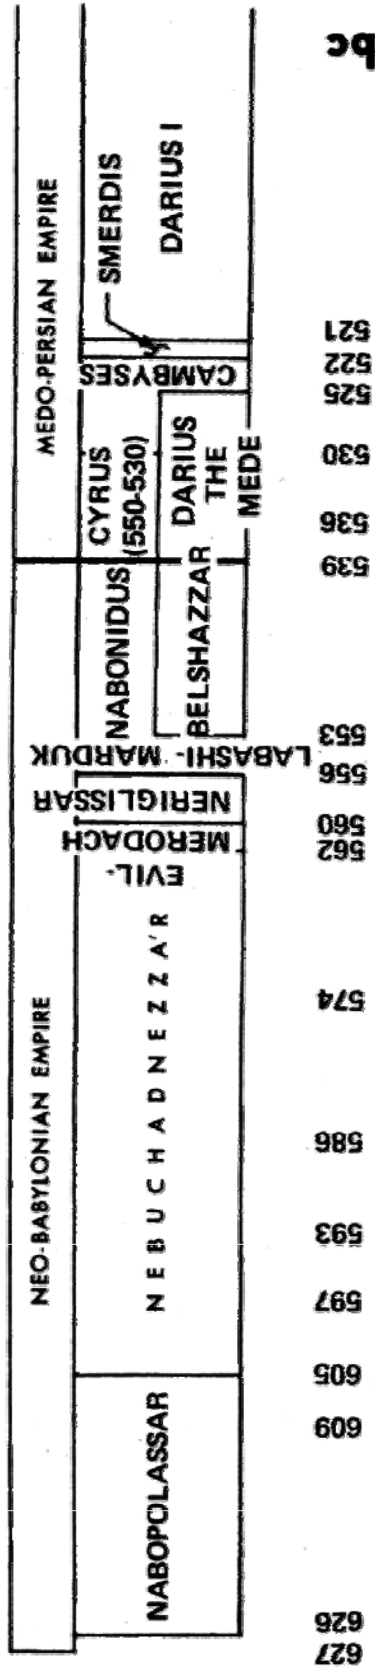 bc
MEDO-PERSIAN EMPIRE
SMERDIS
DARIUS I
CAMBYSES
CYRUS
(550-530)
DARIUS
THE
MEDE
NABONIDUS
BELSHAZZAR
LABASHI-MARDUK
NERIGLISSAR
EVIL-
MERODACH
NEO-BABYLONIAN EMPIRE
NEBUCHADNEZZA'R
NABOPOLASSAR
521
522
525
530
536
539
553
556
560
562
574
586
593
597
605
609
626
627